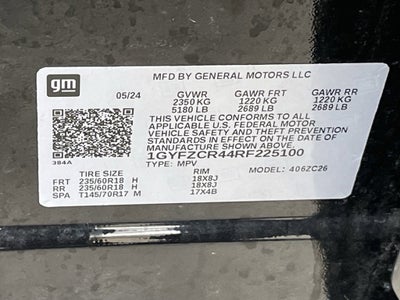 gm
MFD BY GENERAL MOTORS LLC
05/24 GVWR GAWR FRT GAWR RR
2350 KG 1220 KG 1220 KG
5180 LB 2689 LB 2689 LB
THIS VEHICLE CONFORMS TO ALL
APPLICABLE U.S. FEDERAL MOTOR
VEHICLE SAFETY AND THEFT PREVENTION
STANDARDS IN EFFECT ON THE DATE OF
MANUFACTURE SHOWN ABOVE.
1GYFZCR44RF225100
384A TYPE: MPV MODEL: 406ZC26
TIRE SIZE RIM
FRT 235/60R18 H 18X8J
RR 235/60R18 H 18X8J
SPA T145/70R17 M 17X4B